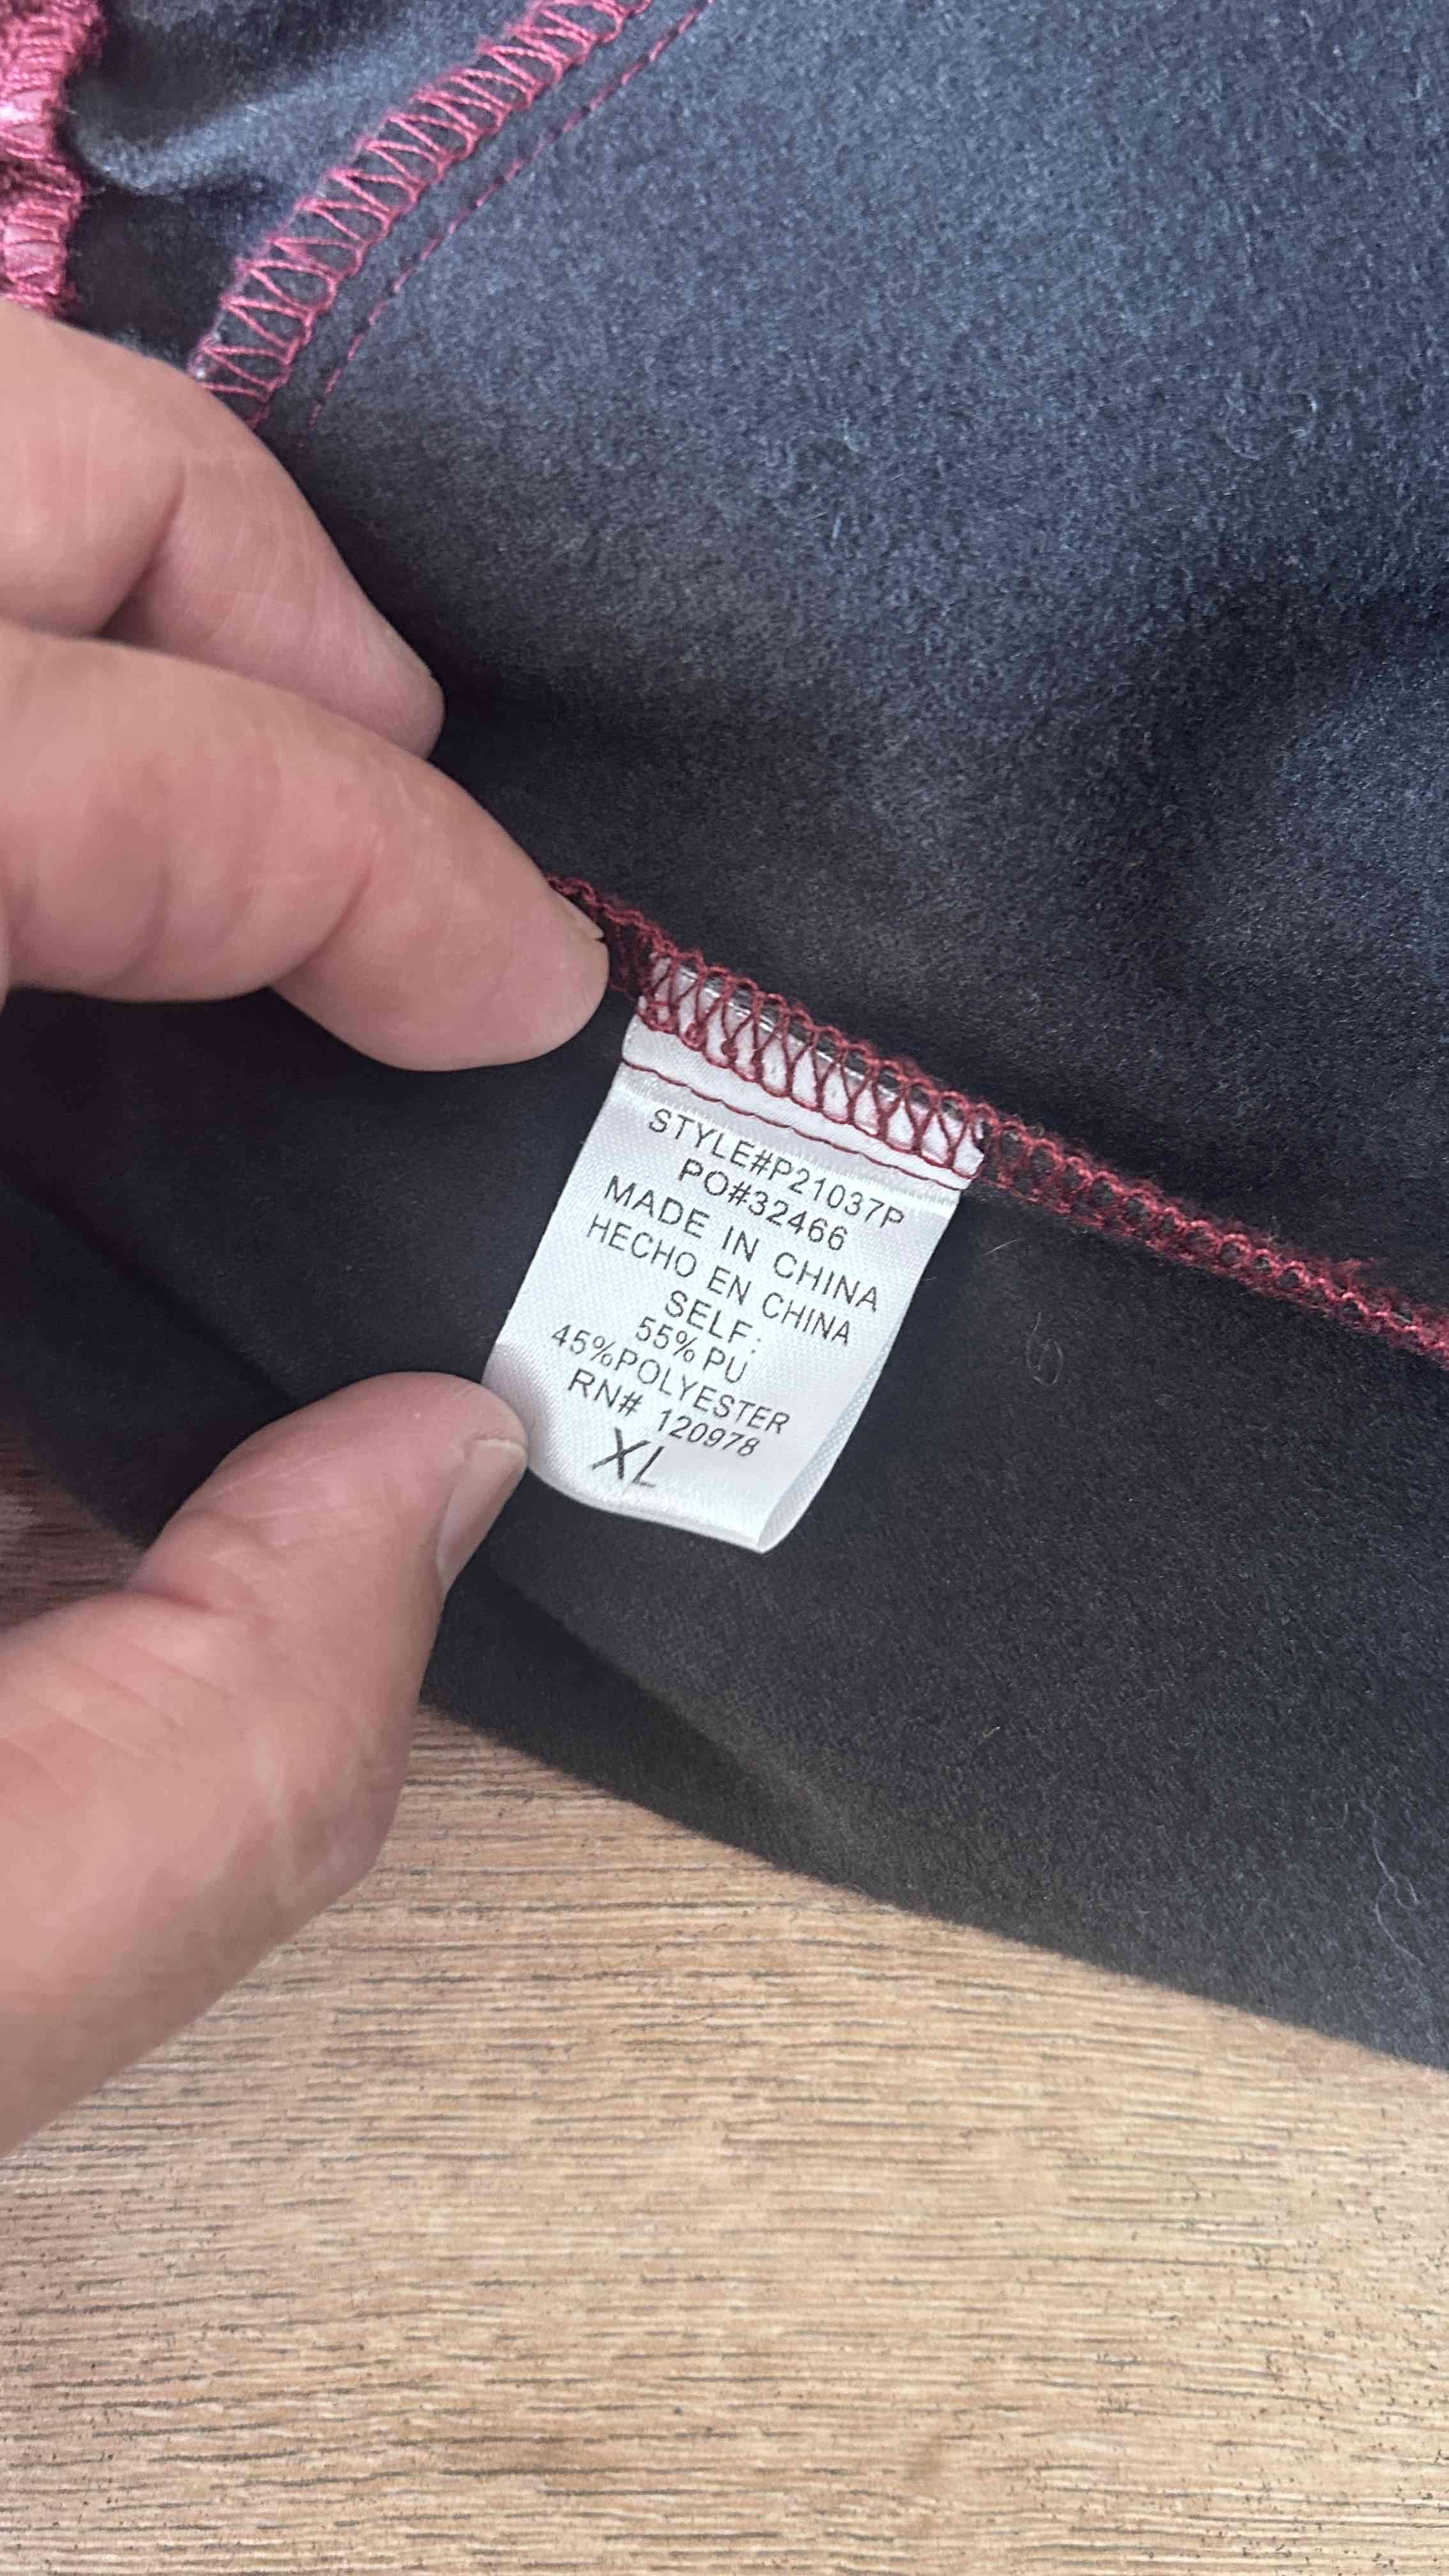 STYLE#P21037P
PO#32466
MADE IN CHINA
HECHO EN CHINA
SELF:
55% PU
45%POLYESTER
RN# 120978
XL